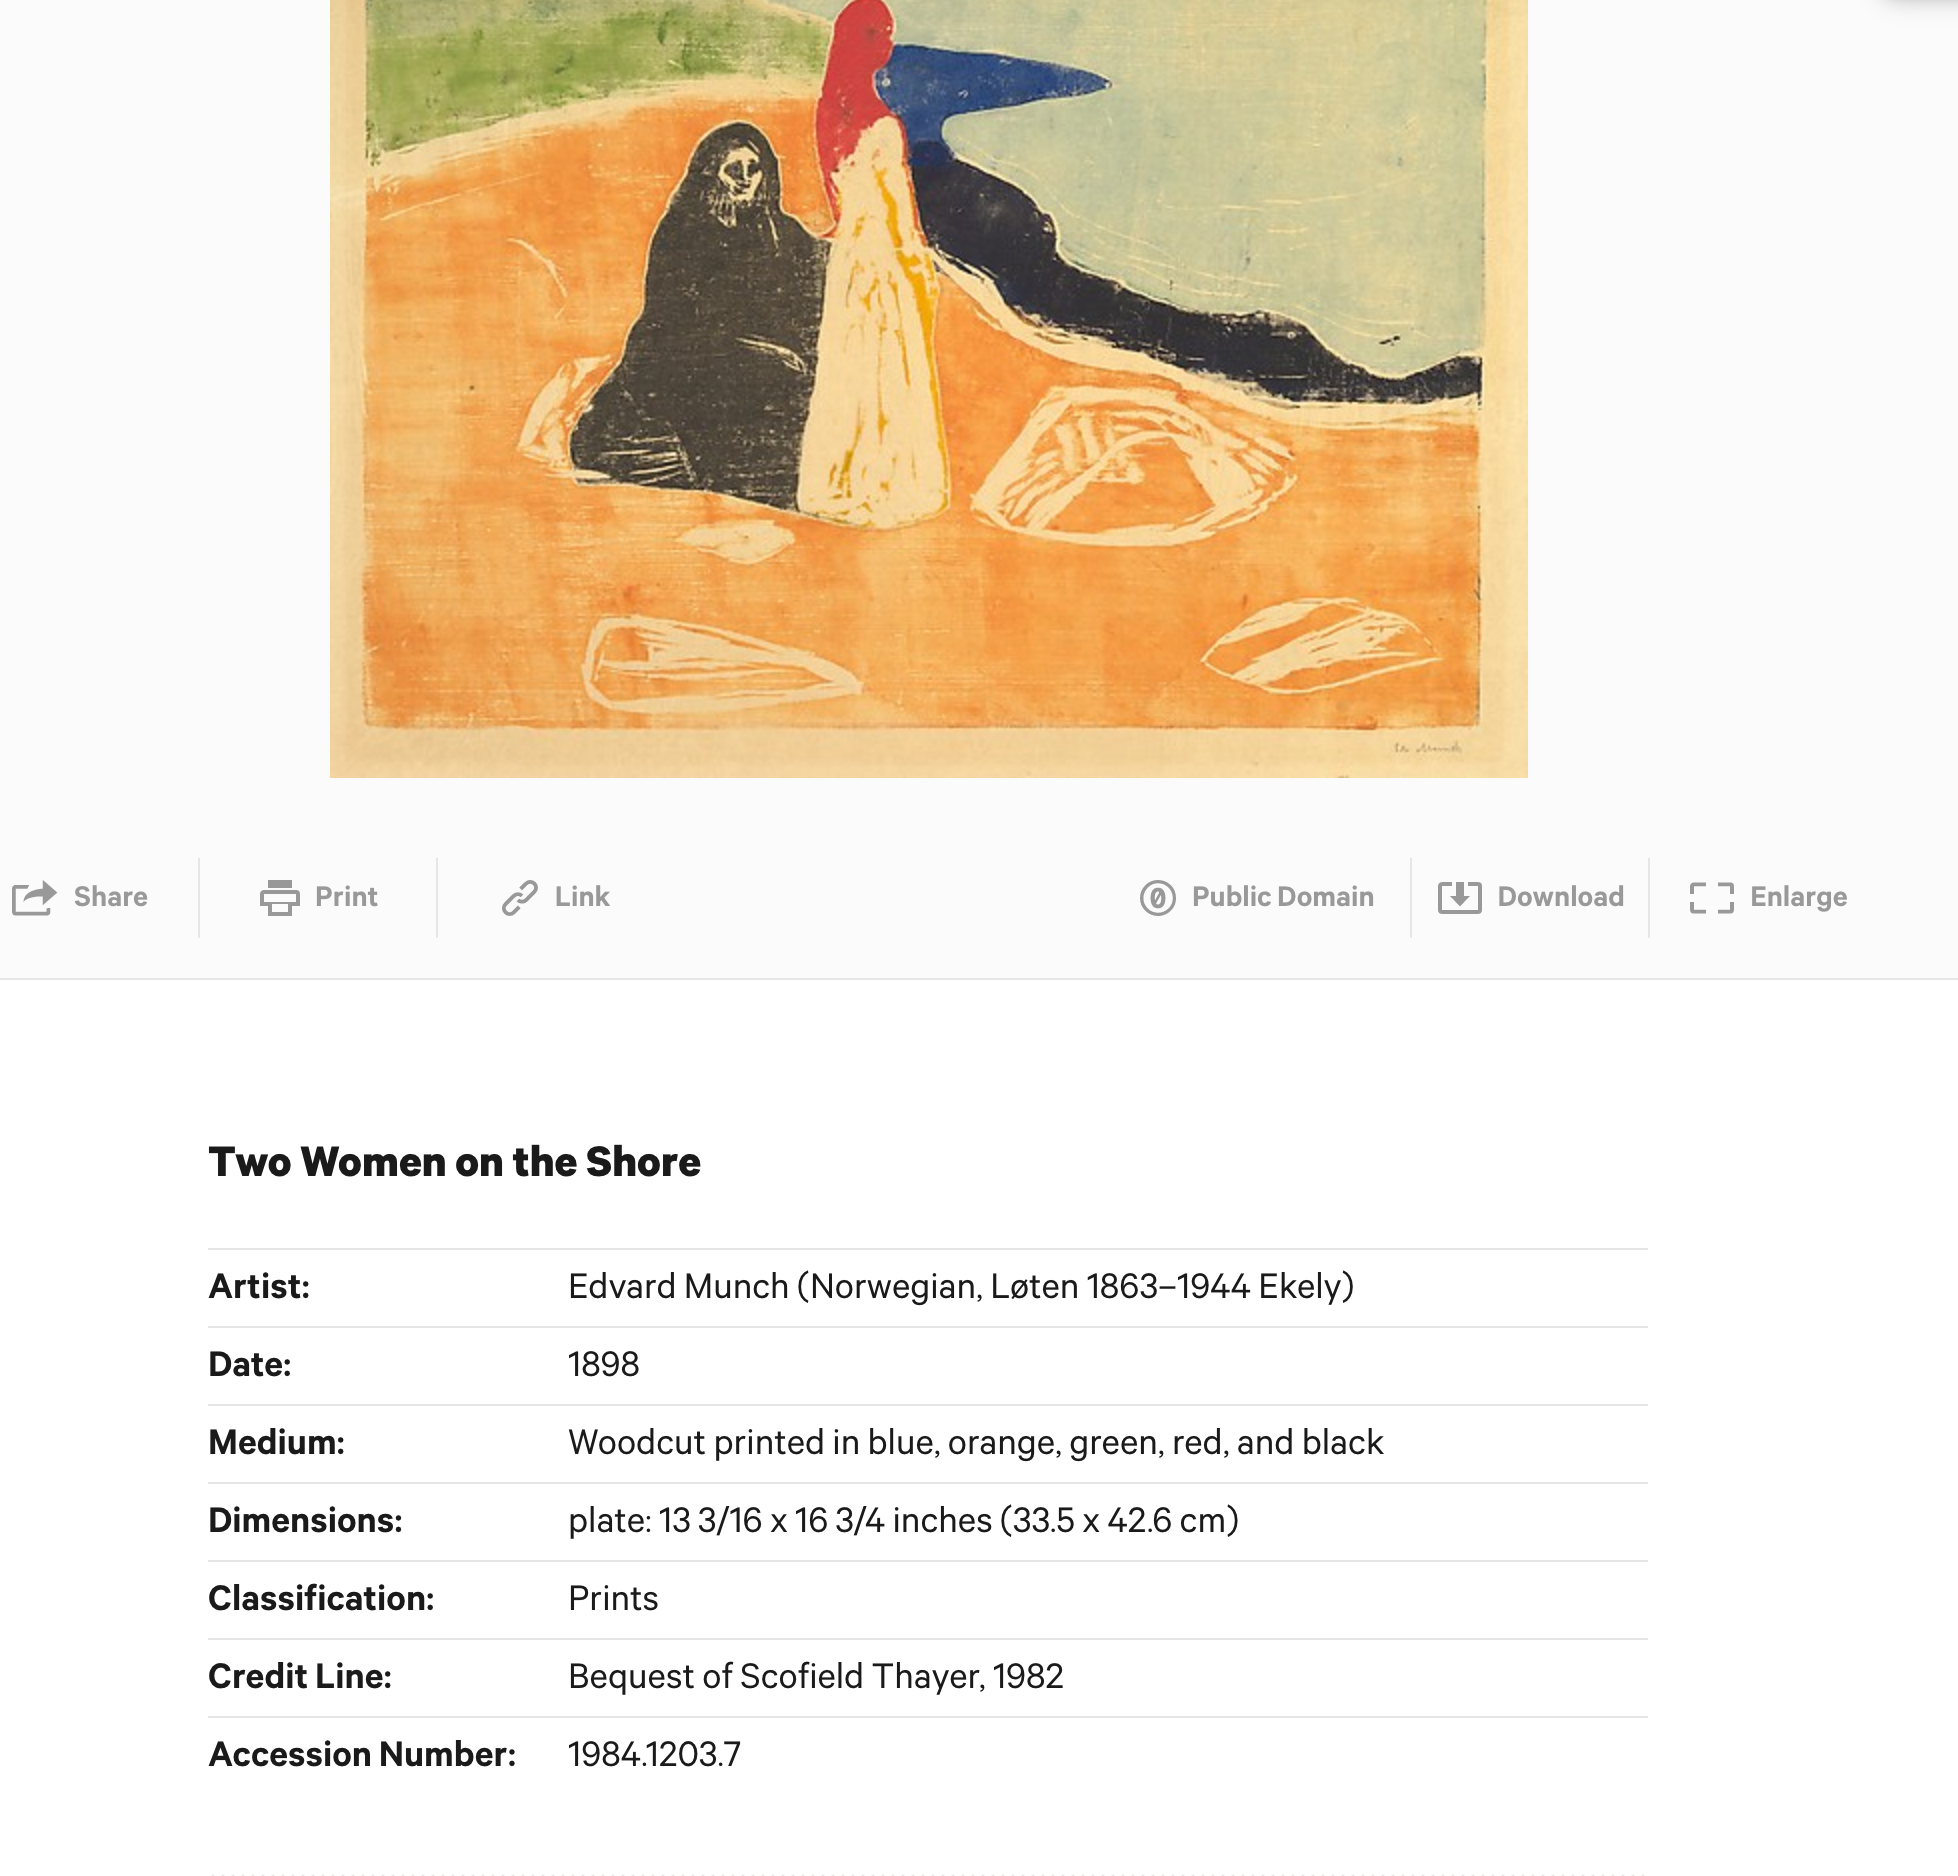 Edv Munch
Share
Print
Link
Public Domain
Download
Enlarge
Two Women on the Shore
Artist: Edvard Munch (Norwegian, Løten 1863–1944 Ekely)
Date: 1898
Medium: Woodcut printed in blue, orange, green, red, and black
Dimensions: plate: 13 3/16 x 16 3/4 inches (33.5 x 42.6 cm)
Classification: Prints
Credit Line: Bequest of Scofield Thayer, 1982
Accession Number: 1984.1203.7